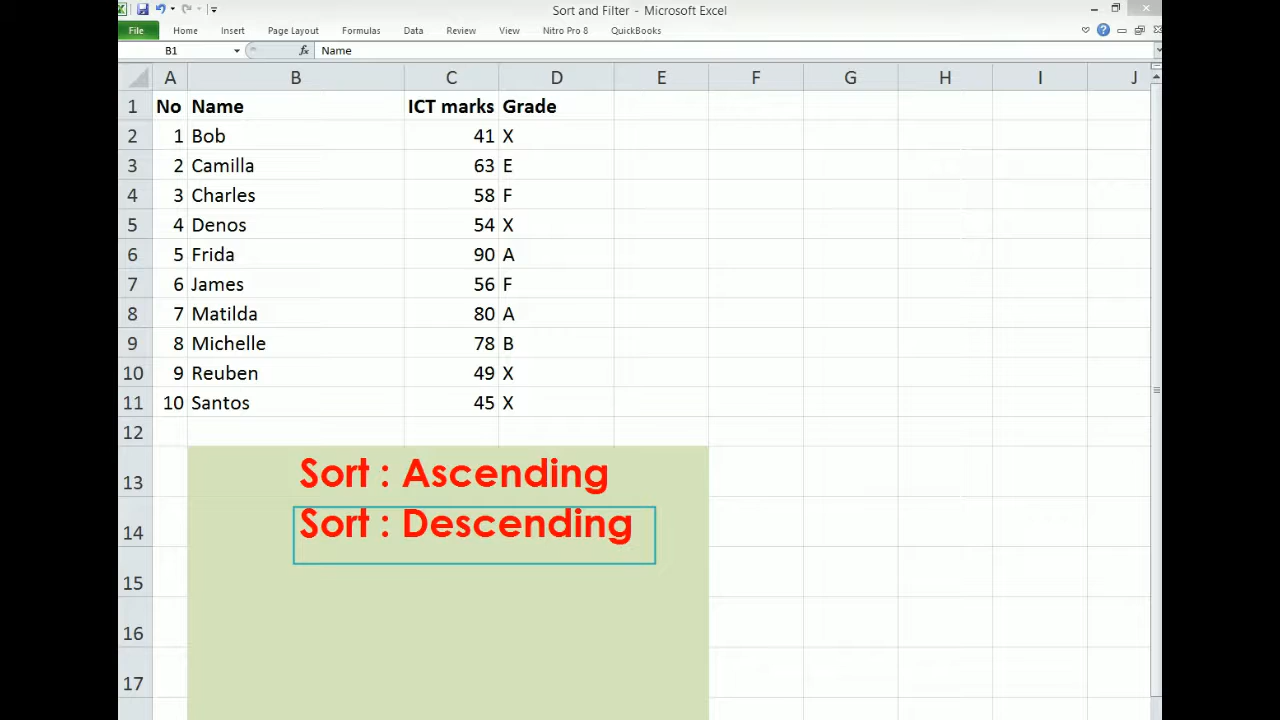 Sort and Filter - Microsoft Excel
File Home Insert Page Layout Formulas Data Review View Nitro Pro 8 QuickBooks
B1 fx Name
A B C D E F G H I J
1 No Name ICT marks Grade
2 1 Bob 41 X
3 2 Camilla 63 E
4 3 Charles 58 F
5 4 Denos 54 X
6 5 Frida 90 A
7 6 James 56 F
8 7 Matilda 80 A
9 8 Michelle 78 B
10 9 Reuben 49 X
11 10 Santos 45 X
12
13 Sort : Ascending
14 Sort : Descending
15
16
17